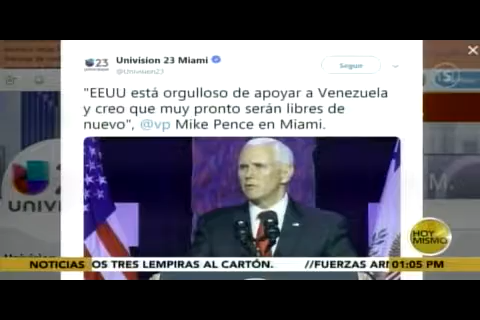 23
Univision 23 Miami
@Univision23
Seguir
"EEUU está orgulloso de apoyar a Venezuela
y creo que muy pronto serán libres de
nuevo", @vp Mike Pence en Miami.
UNIVI
M.
HOY
MISMO
NOTICIAS OS TRES LEMPIRAS AL CARTÓN. //FUERZAS AR 01:05 PM